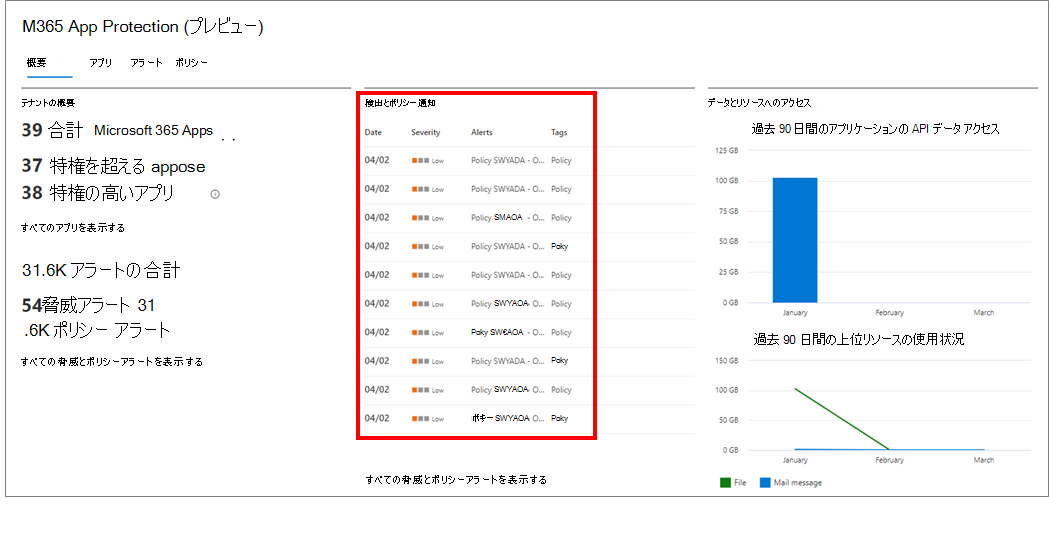 M365 App Protection (プレビュー)
概要 アプリ アラート ポリシー
テナントの概要
39 合計 Microsoft 365 Apps
37 特権を超える appose
38 特権の高いアプリ
すべてのアプリを表示する
31.6K アラートの合計
54脅威アラート 31
.6K ポリシー アラート
すべての脅威とポリシーアラートを表示する
検出とポリシー通知
Date Severity Alerts Tags
04/02 Low Policy SWYADA - O... Policy
04/02 Low Policy SWYADA - O... Policy
04/02 Low Policy SMAOA - O... Policy
04/02 Low Policy SWYADA - O... Poky
04/02 Low Policy SWYADA - O... Policy
04/02 Low Policy SWYAOA- O... Policy
04/02 Low Poky SW€AOA - O... Policy
04/02 Low Policy SWYADA - O... Poky
04/02 Low Policy SWYAOA- O... Policy
04/02 Low ポキー SWYAOA- O... Poky
すべての脅威とポリシーアラートを表示する
データとリソースへのアクセス
過去 90 日間のアプリケーションの API データ アクセス
125 GB
100 GB
75 GB
50 GB
25 GB
0 GB
January February March
過去 90 日間の上位リソースの使用状況
150 GB
100 GB
50 GB
0 GB
January February March
File Mail message